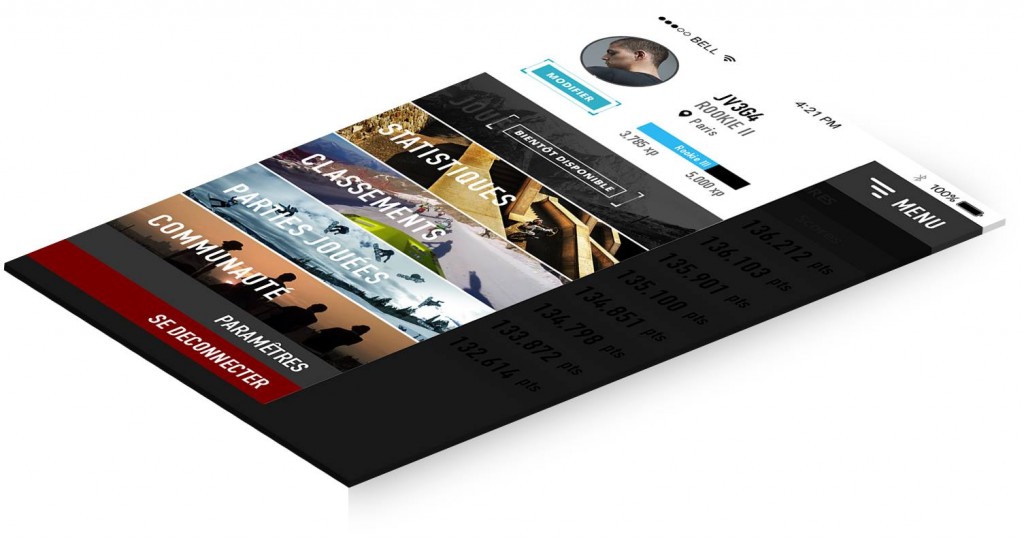 BELL
4:21 PM
100%
MODIFIER
JV3G4
ROOKIE II
Paris
Rookie III
3.785 xp
5.000 xp
MENU
BIENTÔT DISPONIBLE
STATISTIQUES
CLASSEMENTS
PARTIES JOUÉES
COMMUNAUTÉ
PARAMÈTRES
SE DECONNECTER
136.212 pts
136.103 pts
135.901 pts
135.100 pts
134.851 pts
134.798 pts
133.872 pts
132.614 pts